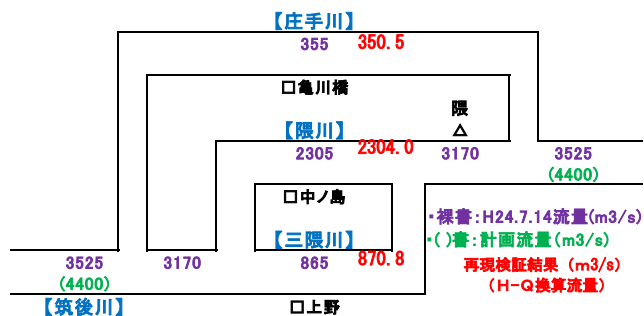 【庄手川】
355 350.5
□亀川橋
隈
【隈川】
△
2305 2304.0 3170 3525
(4400)
□中ノ島
・裸書:H24.7.14流量(m3/s)
【三隈川】
・( )書:計画流量(m3/s)
3525 3170 865 870.8
再現検証結果 (m3/s)
(4400)
(H-Q換算流量)
【筑後川】 □上野